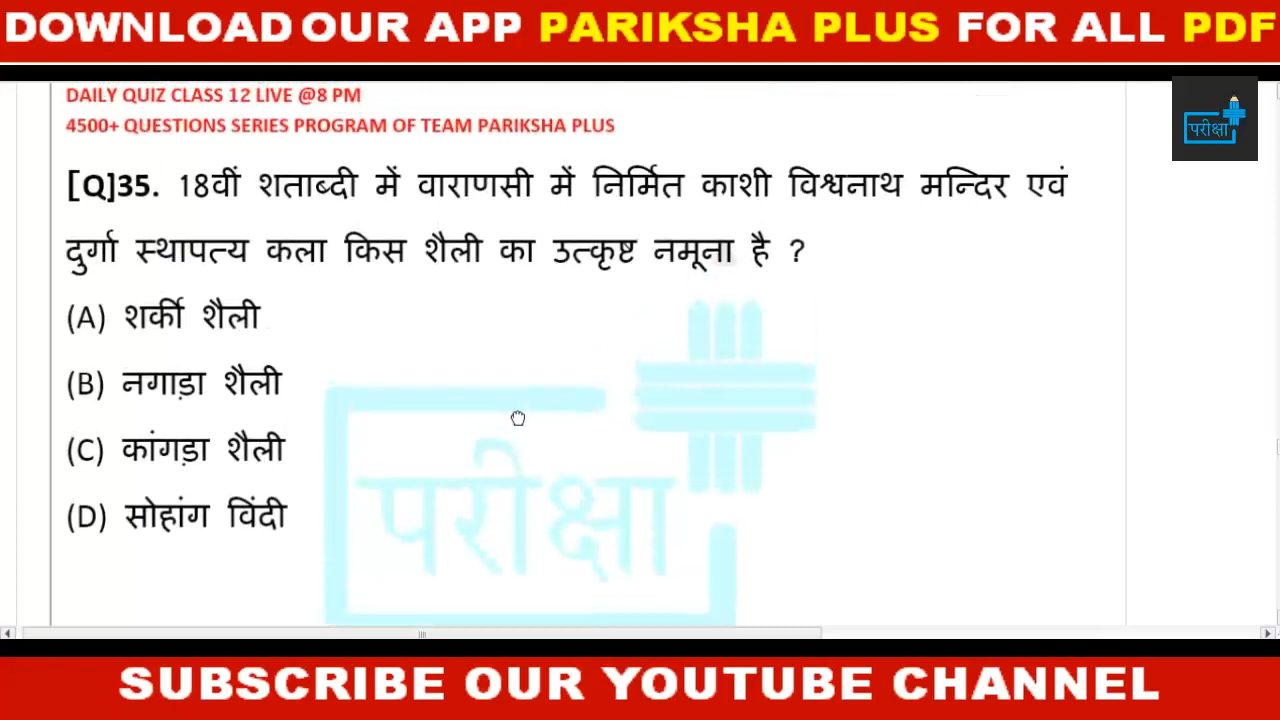 DOWNLOAD OUR APP PARIKSHA PLUS FOR ALL PDF
DAILY QUIZ CLASS 12 LIVE @8 PM
4500+ QUESTIONS SERIES PROGRAM OF TEAM PARIKSHA PLUS
परीक्षा
[Q]35. 18वीं शताब्दी में वाराणसी में निर्मित काशी विश्वनाथ मन्दिर एवं
दुर्गा स्थापत्य कला किस शैली का उत्कृष्ट नमूना है ?
(A) शर्की शैली
(B) नगाड़ा शैली
(C) कांगड़ा शैली
(D) सोहांग विंदी
परीक्षा
SUBSCRIBE OUR YOUTUBE CHANNEL